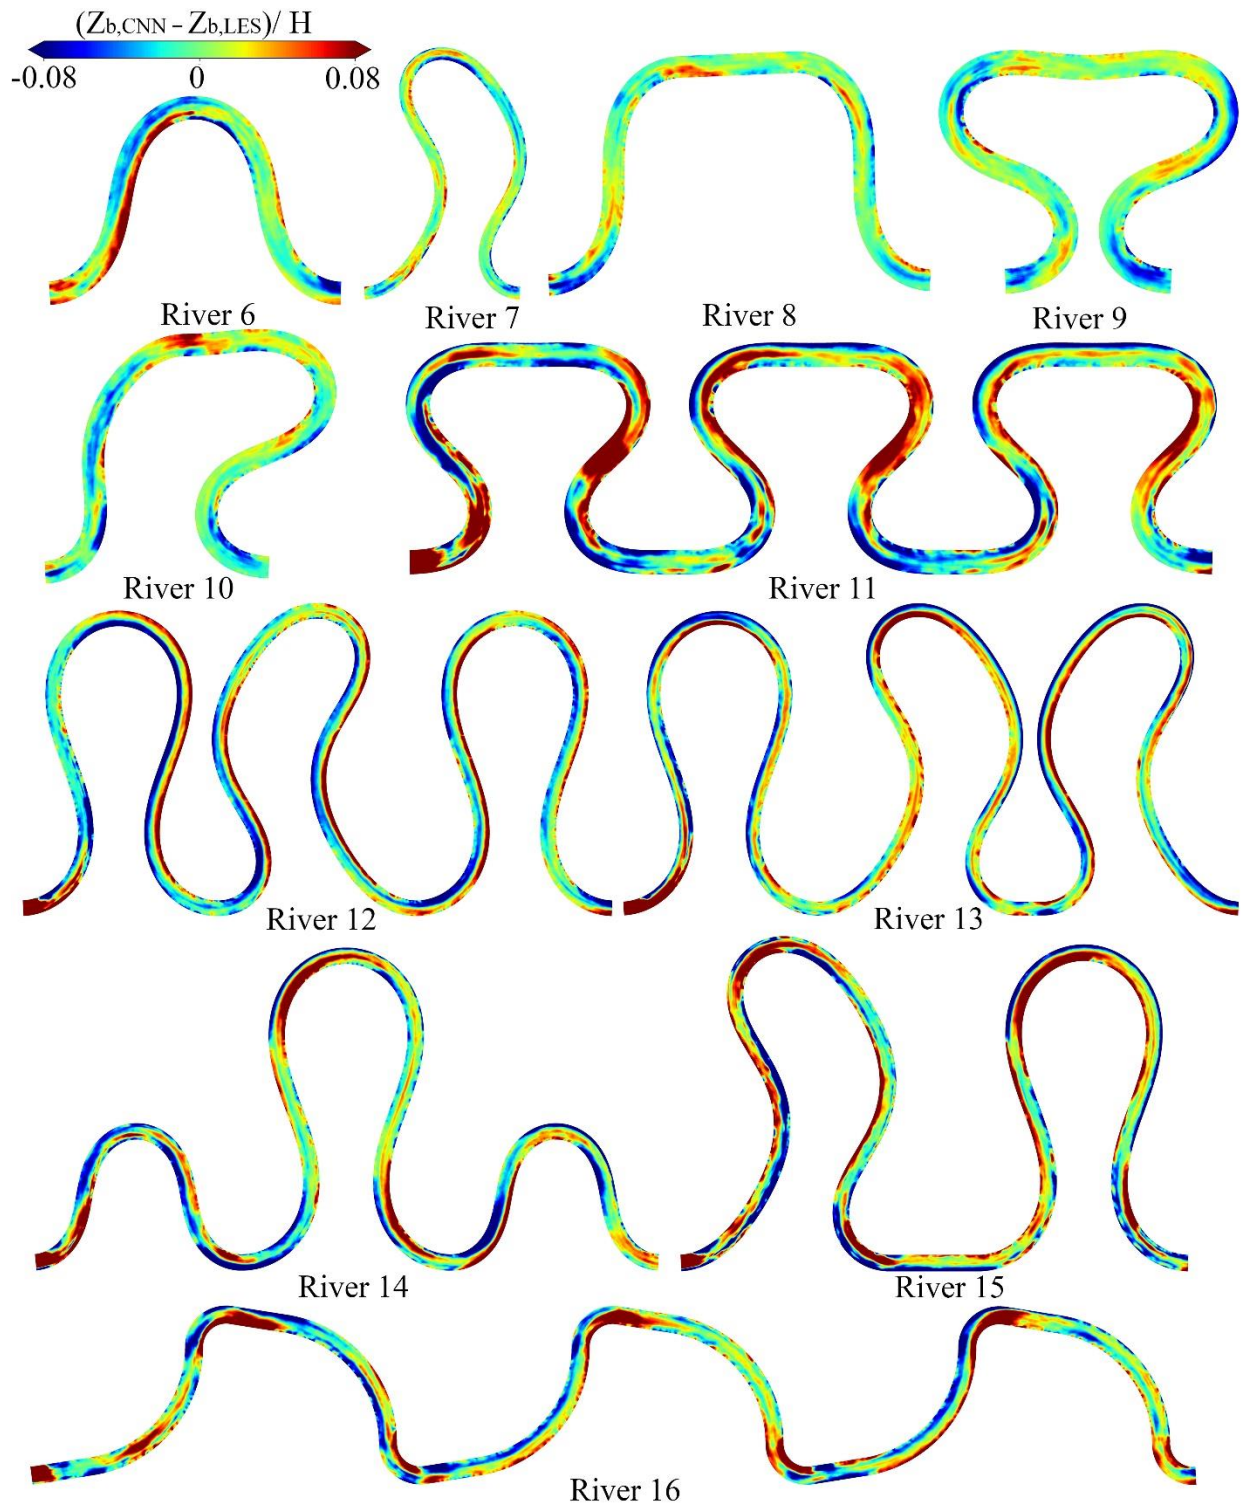 (Zb,CNN – Zb,LES)/ H
-0.08 0 0.08
River 6
River 7
River 8
River 9
River 10
River 11
River 12
River 13
River 14
River 15
River 16